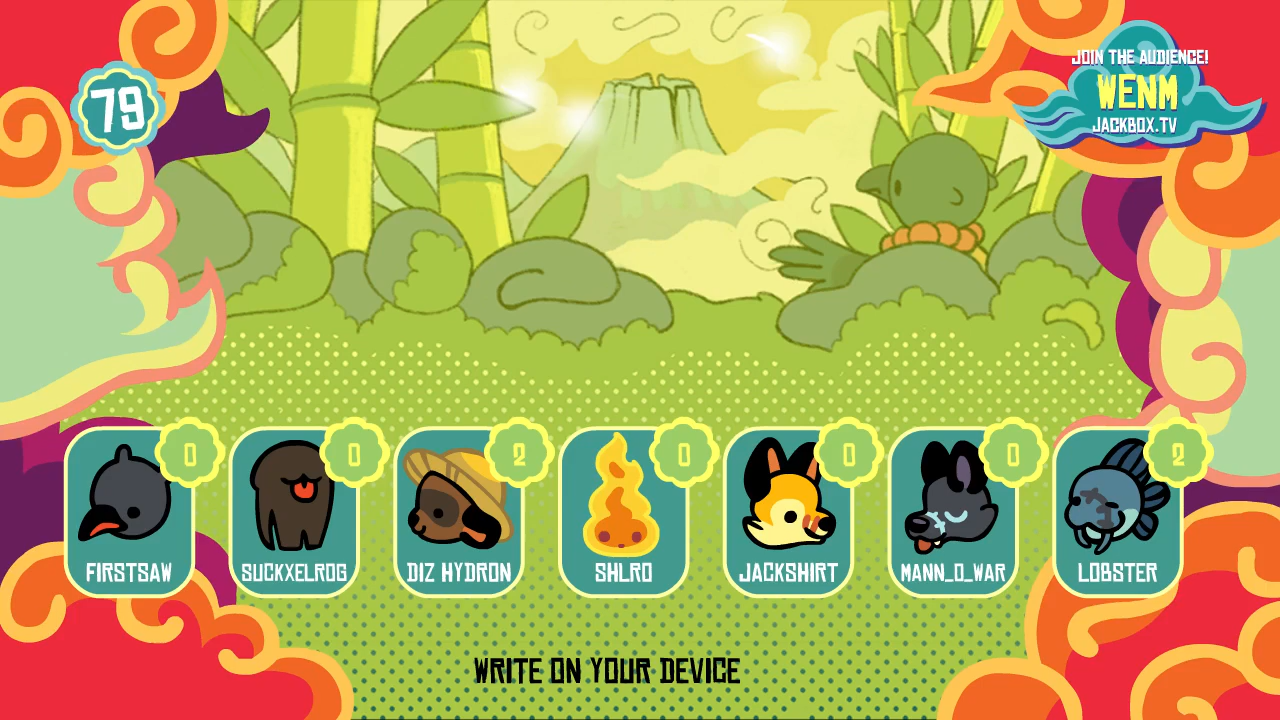 79
JOIN THE AUDIENCE!
WENM
JACKBOX.TV
0
0
2
0
0
0
2
FIRSTSAW
SUCKXELROG
DIZ HYDRON
SHLRO
JACKSHIRT
MANN_O_WAR
LOBSTER
WRITE ON YOUR DEVICE